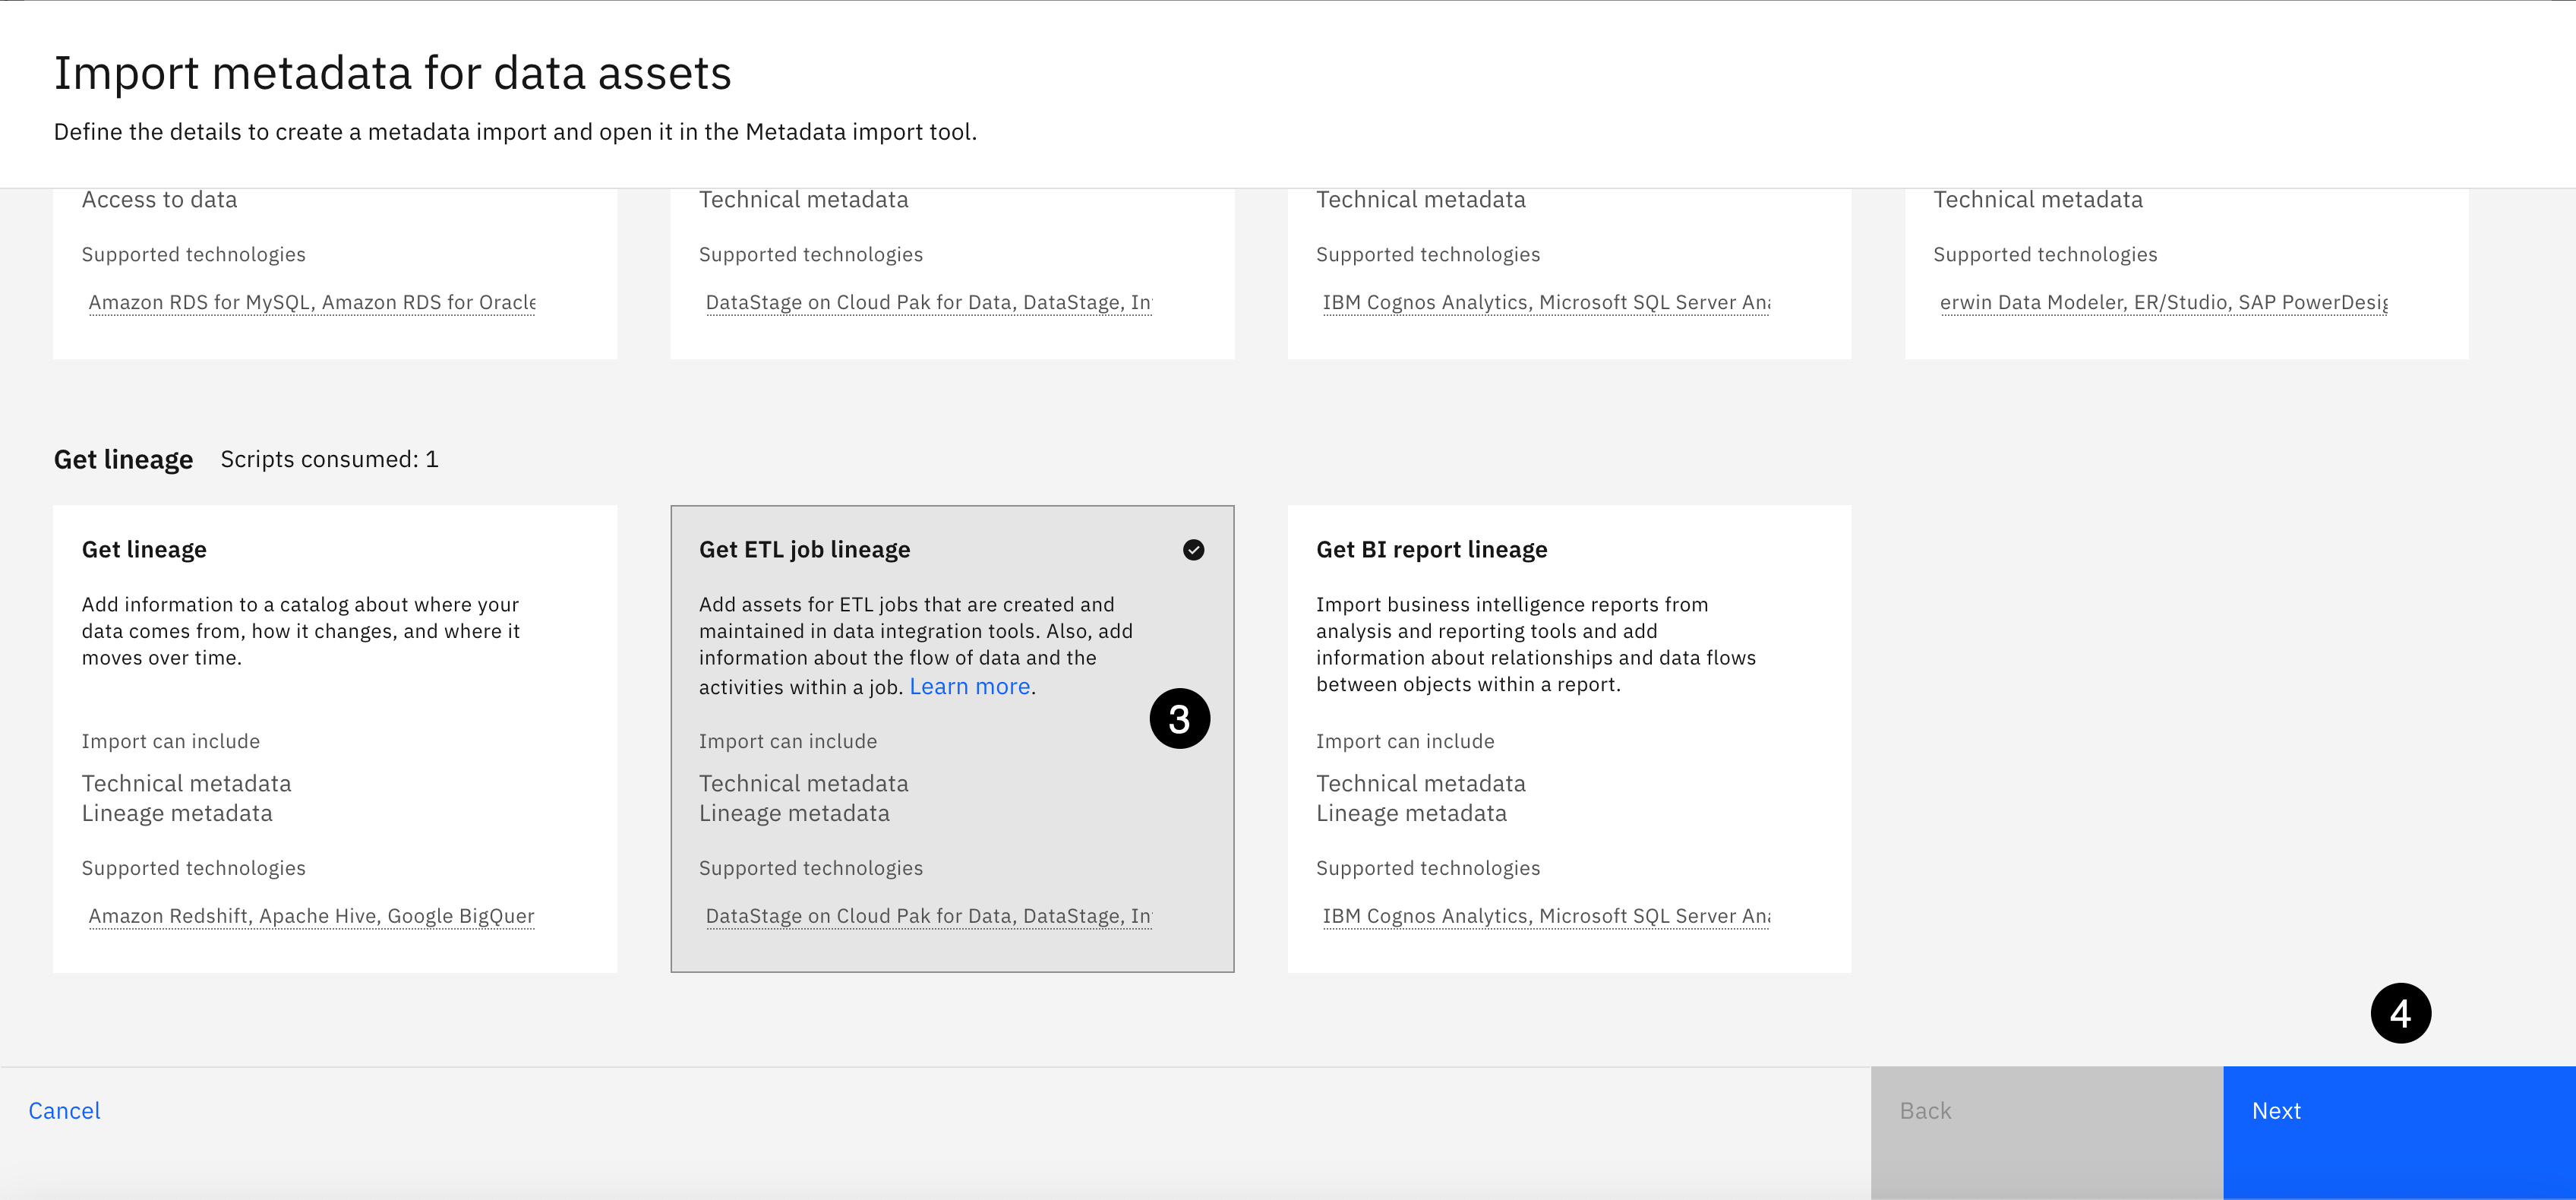 Import metadata for data assets
Define the details to create a metadata import and open it in the Metadata import tool.
Access to data
Supported technologies
Amazon RDS for MySQL, Amazon RDS for Oracle
Technical metadata
Supported technologies
DataStage on Cloud Pak for Data, DataStage, In
Technical metadata
Supported technologies
IBM Cognos Analytics, Microsoft SQL Server Ana
Technical metadata
Supported technologies
erwin Data Modeler, ER/Studio, SAP PowerDesig
Get lineage Scripts consumed: 1
Get lineage
Add information to a catalog about where your
data comes from, how it changes, and where it
moves over time.
Import can include
Technical metadata
Lineage metadata
Supported technologies
Amazon Redshift, Apache Hive, Google BigQuer
Get ETL job lineage
Add assets for ETL jobs that are created and
maintained in data integration tools. Also, add
information about the flow of data and the
activities within a job. Learn more.
3
Import can include
Technical metadata
Lineage metadata
Supported technologies
DataStage on Cloud Pak for Data, DataStage, In
Get BI report lineage
Import business intelligence reports from
analysis and reporting tools and add
information about relationships and data flows
between objects within a report.
Import can include
Technical metadata
Lineage metadata
Supported technologies
IBM Cognos Analytics, Microsoft SQL Server Ana
4
Cancel
Back
Next